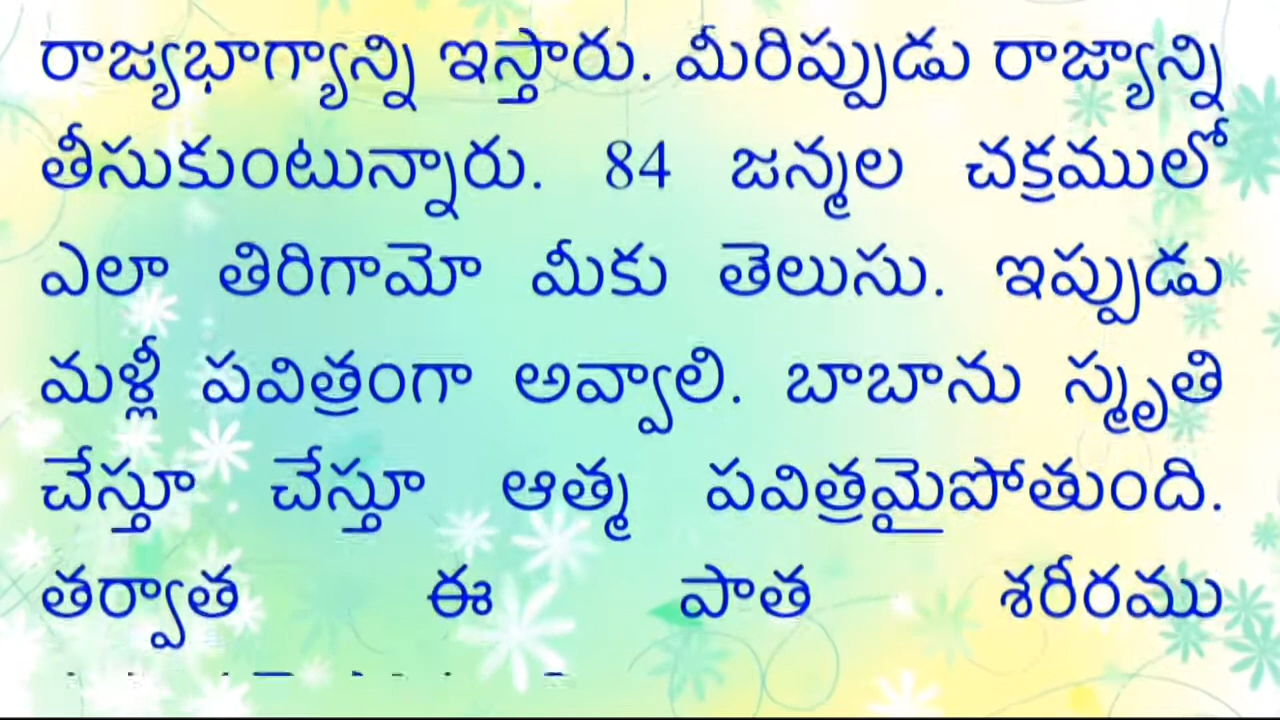 రాజ్యభాగ్యాన్ని ఇస్తారు. మీరిప్పుడు రాజ్యాన్ని
తీసుకుంటున్నారు. 84 జన్మల చక్రములో
ఎలా తిరిగామో మీకు తెలుసు. ఇప్పుడు
మళ్లీ పవిత్రంగా అవ్వాలి. బాబాను స్మృతి
చేస్తూ చేస్తూ ఆత్మ పవిత్రమైపోతుంది.
తర్వాత ఈ పాత శరీరము